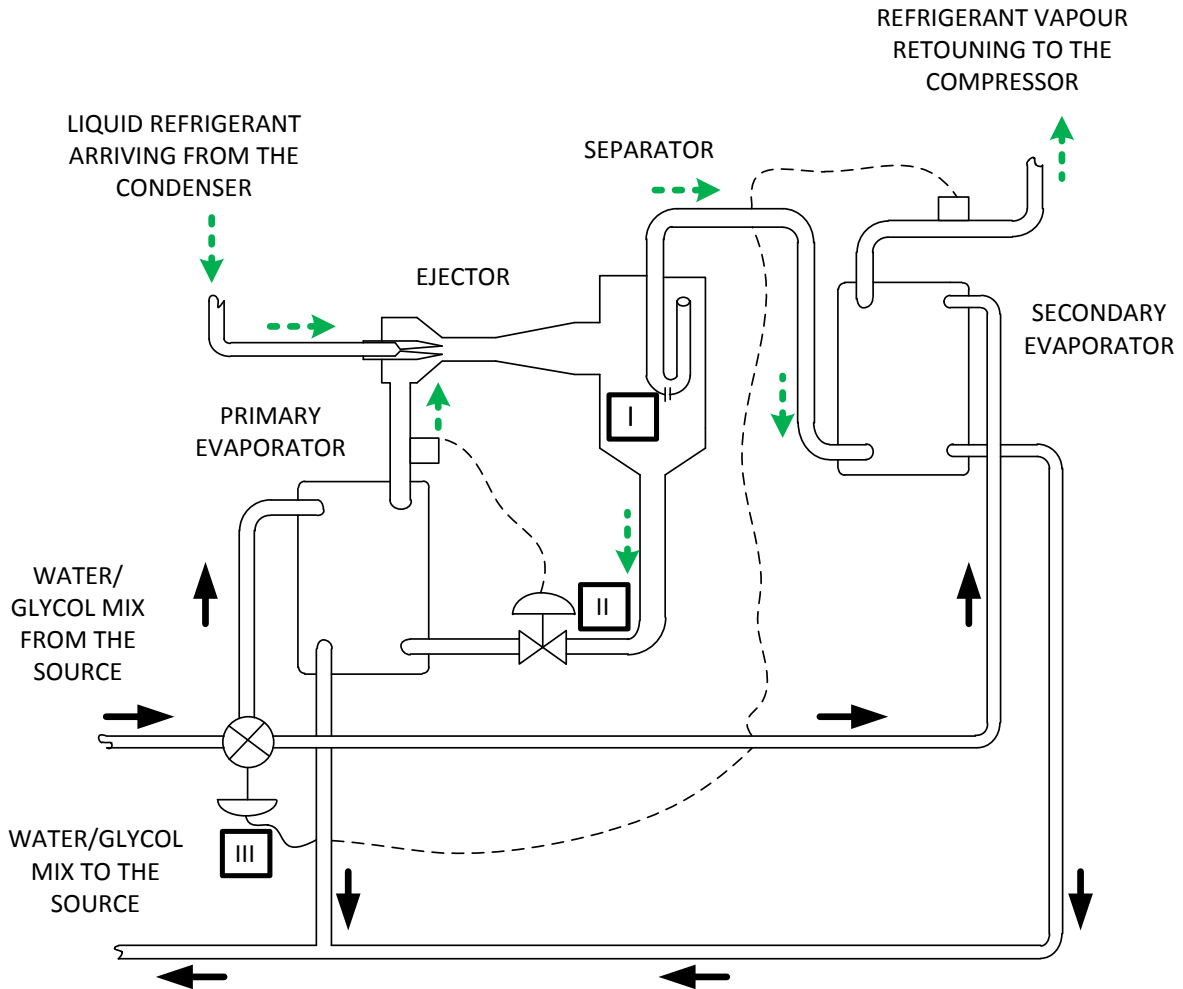 REFRIGERANT VAPOUR
RETOUNING TO THE
COMPRESSOR
LIQUID REFRIGERANT
ARRIVING FROM THE
CONDENSER
SEPARATOR
EJECTOR
SECONDARY
EVAPORATOR
I
PRIMARY
EVAPORATOR
WATER/
GLYCOL MIX
FROM THE
SOURCE
II
WATER/GLYCOL
MIX TO THE
SOURCE
III